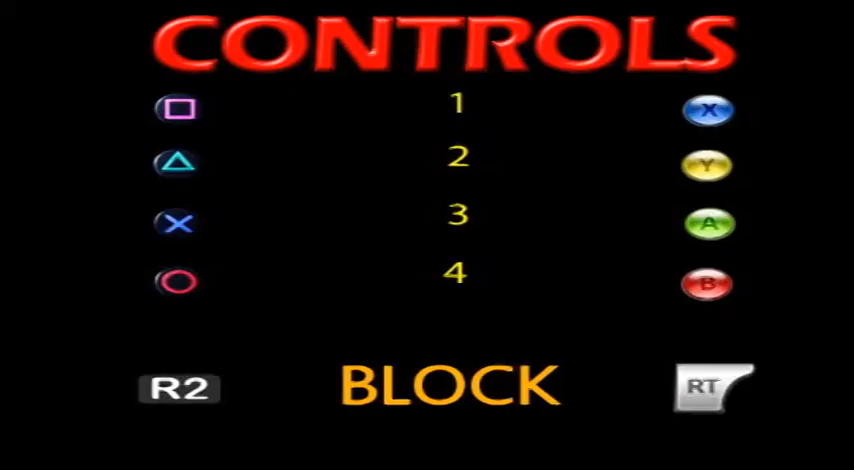 CONTROLS
1 X
2 Y
3 A
4 B
R2 BLOCK RT